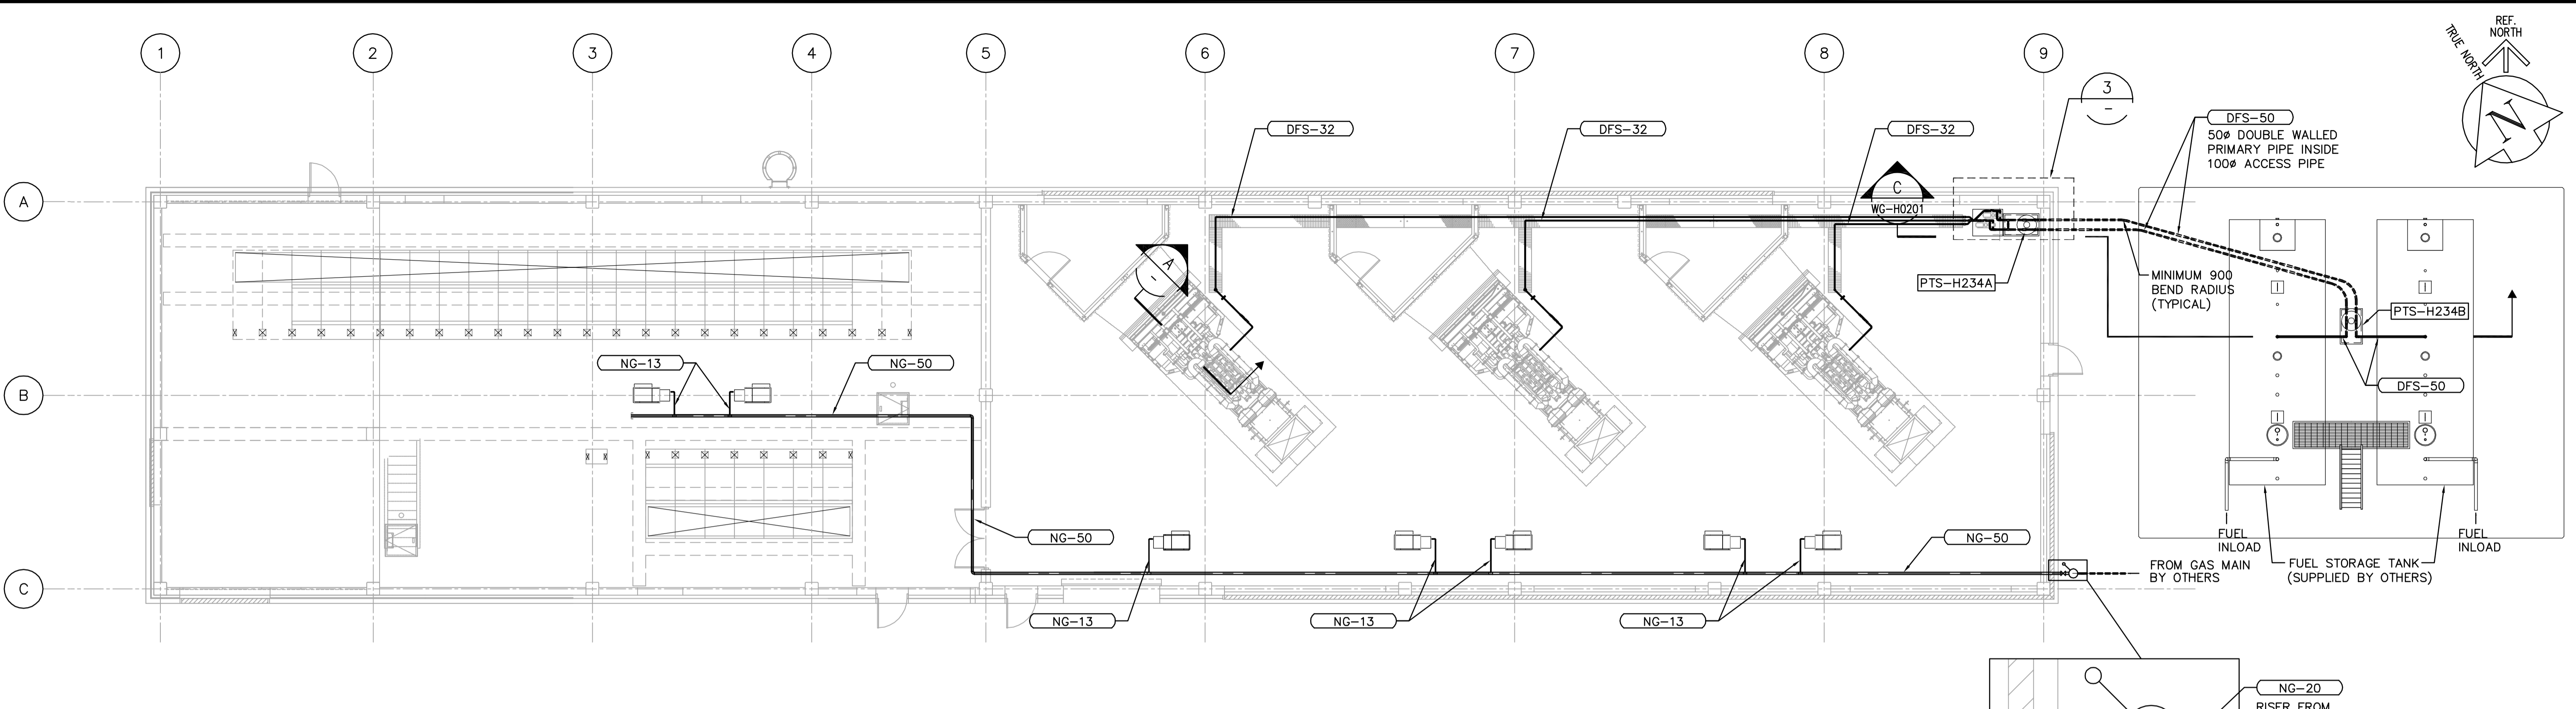 REF.
NORTH
TRUE NORTH
N
1
2
3
4
5
6
7
8
9
3
-
DFS-32
DFS-32
DFS-32
DFS-50
50ø DOUBLE WALLED
PRIMARY PIPE INSIDE
100ø ACCESS PIPE
A
C
WG-H0201
A
-
PTS-H234A
MINIMUM 900
BEND RADIUS
(TYPICAL)
PTS-H234B
NG-13
NG-50
DFS-50
B
NG-50
NG-50
FUEL
INLOAD
FUEL
INLOAD
FROM GAS MAIN
BY OTHERS
FUEL STORAGE TANK
(SUPPLIED BY OTHERS)
C
NG-13
NG-13
NG-13
NG-20
RISER FROM